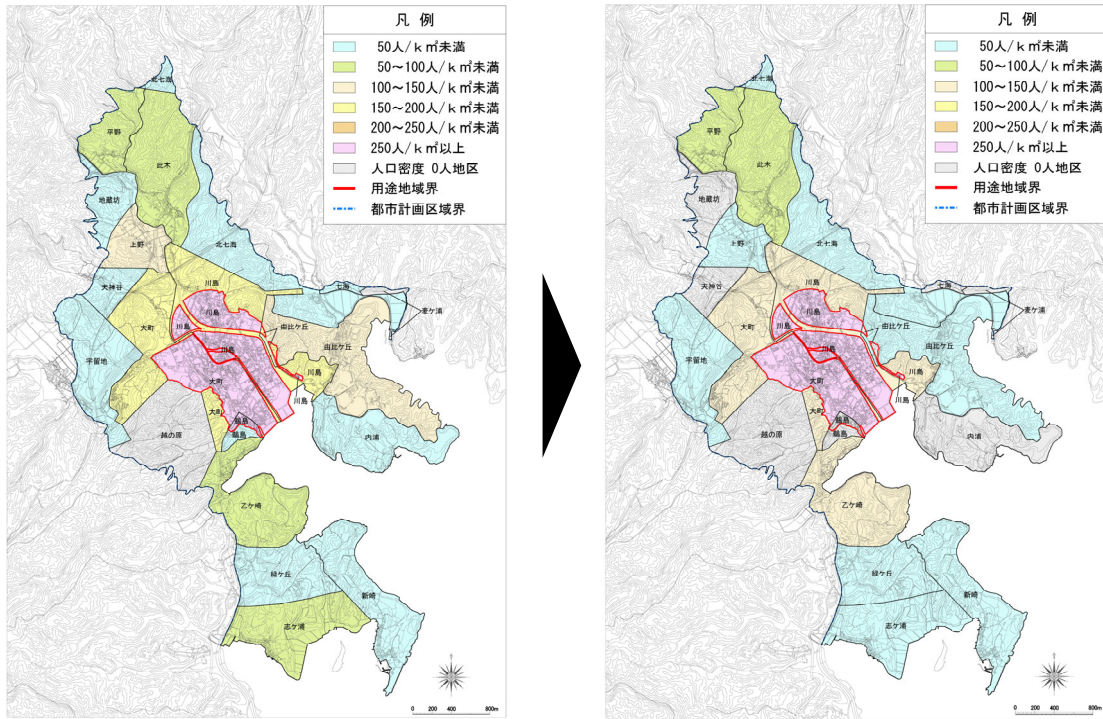 凡 例
50人/k㎡未満
50~100人/k㎡未満
100~150人/k㎡未満
150~200人/k㎡未満
200~250人/k㎡未満
250人/k㎡以上
人口密度 0人地区
用途地域界
都市計画区域界
北七海
平野
此木
地蔵坊
上野
北七海
天神谷
川島
七海
麦ケ浦
川島
大町
川島
由比ケ丘
由比ケ丘
宇留地
川島
川島
大町
川島
大町
鵜島
鵜島
越の原
内浦
乙ケ崎
緑ケ丘
新崎
志ケ浦
0 200 400 800m
凡 例
50人/k㎡未満
50~100人/k㎡未満
100~150人/k㎡未満
150~200人/k㎡未満
200~250人/k㎡未満
250人/k㎡以上
人口密度 0人地区
用途地域界
都市計画区域界
北七海
平野
此木
地蔵坊
上野
北七海
天神谷
川島
七海
麦ケ浦
川島
大町
川島
由比ケ丘
由比ケ丘
宇留地
川島
川島
大町
川島
大町
鵜島
鵜島
越の原
内浦
乙ケ崎
緑ケ丘
新崎
志ケ浦
0 200 400 800m